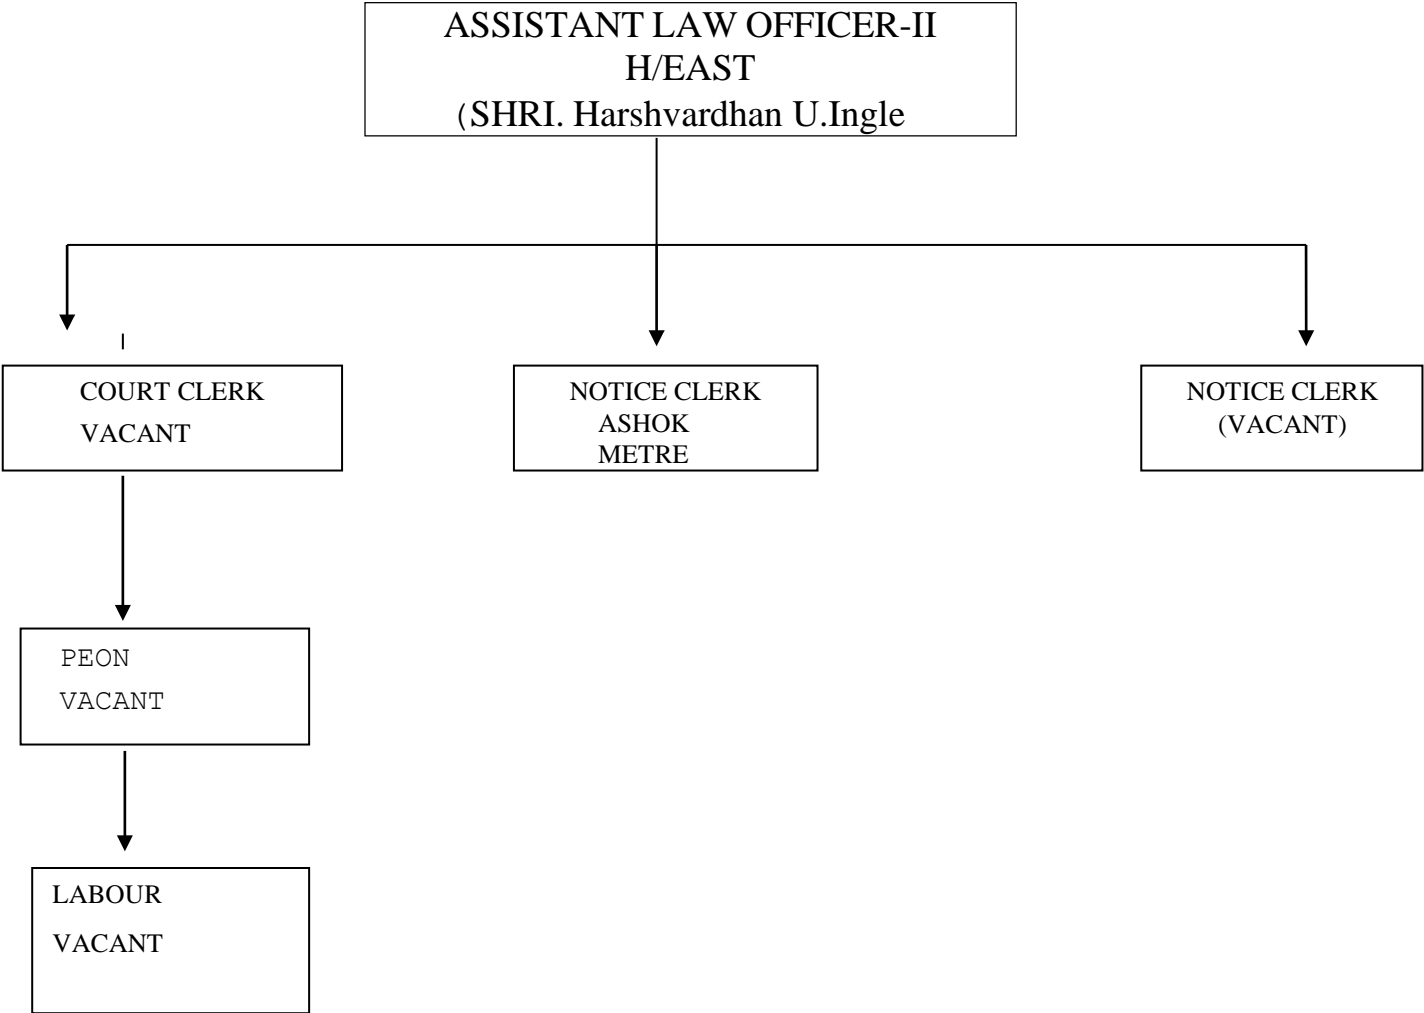 ASSISTANT LAW OFFICER-II
H/EAST
(SHRI. Harshvardhan U.Ingle
COURT CLERK
VACANT
NOTICE CLERK
ASHOK
METRE
NOTICE CLERK
(VACANT)
PEON
VACANT
LABOUR
VACANT